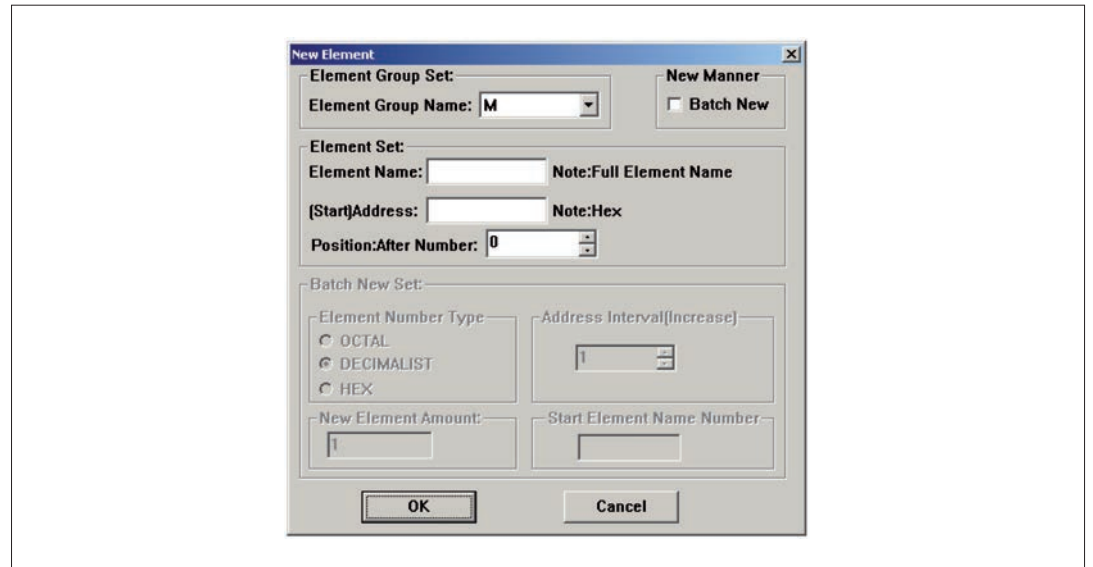 New Element
Element Group Set:
Element Group Name: M
New Manner
Batch New
Element Set:
Element Name: Note:Full Element Name
(Start)Address: Note:Hex
Position:After Number: 0
Batch New Set:
Element Number Type
OCTAL
DECIMALIST
HEX
Address Interval(Increase)
1
New Element Amount:
1
Start Element Name Number
OK Cancel